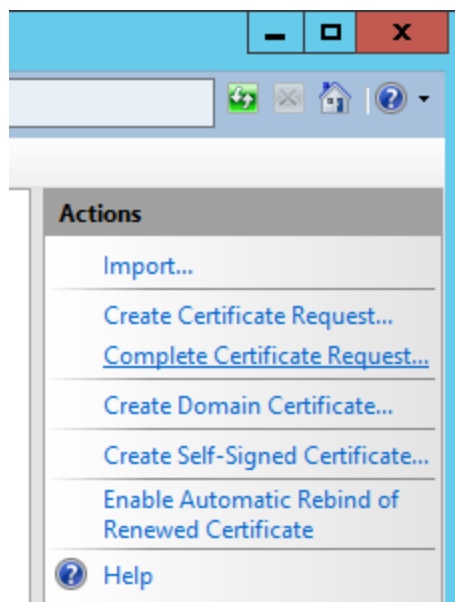 Actions
Import...
Create Certificate Request...
Complete Certificate Request...
Create Domain Certificate...
Create Self-Signed Certificate...
Enable Automatic Rebind of
Renewed Certificate
Help